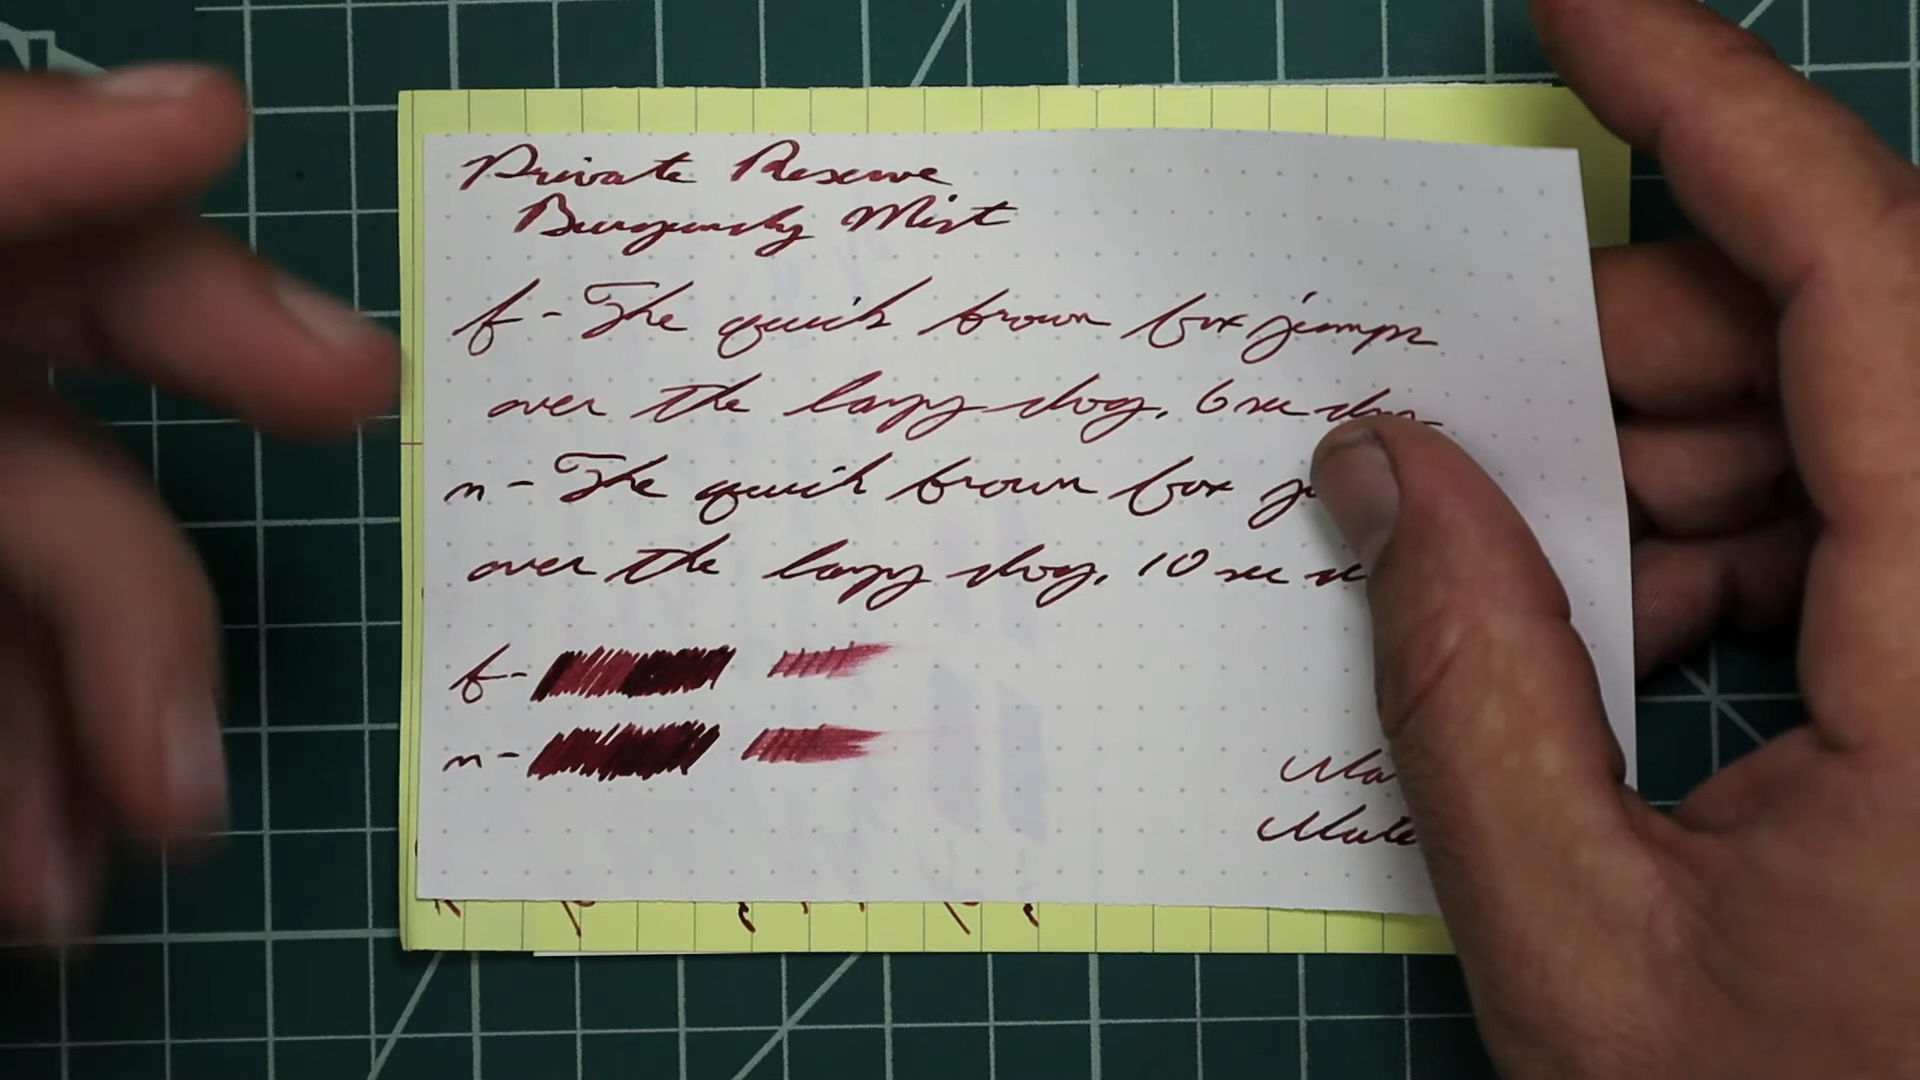 Private Reserve
Burgundy Mist
f - The quick brown fox jumps
over the lazy dog. 6 sec dry
m - The quick brown fox ju
over the lazy dog. 10 sec
f -
m -